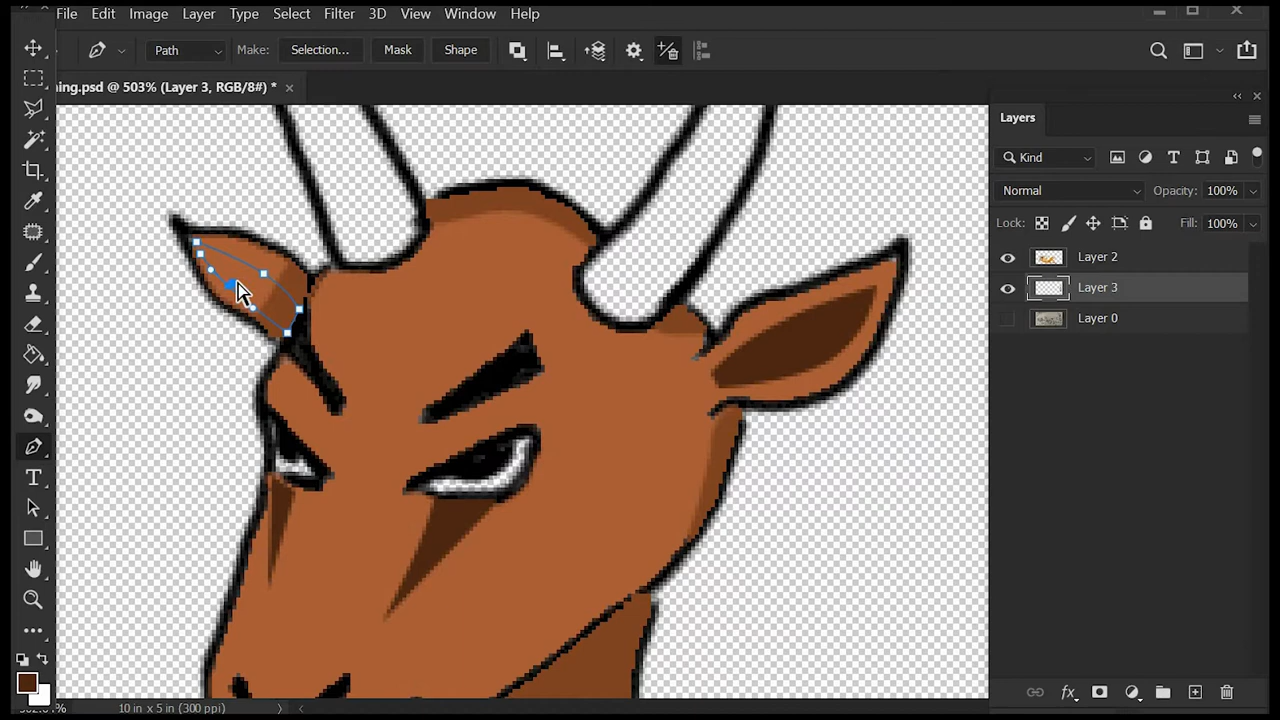 File Edit Image Layer Type Select Filter 3D View Window Help
Path Make: Selection... Mask Shape
ning.psd @ 503% (Layer 3, RGB/8#) *
Layers
Kind
Normal Opacity: 100%
Lock: Fill: 100%
Layer 2
Layer 3
Layer 0
10 in x 5 in (300 ppi)